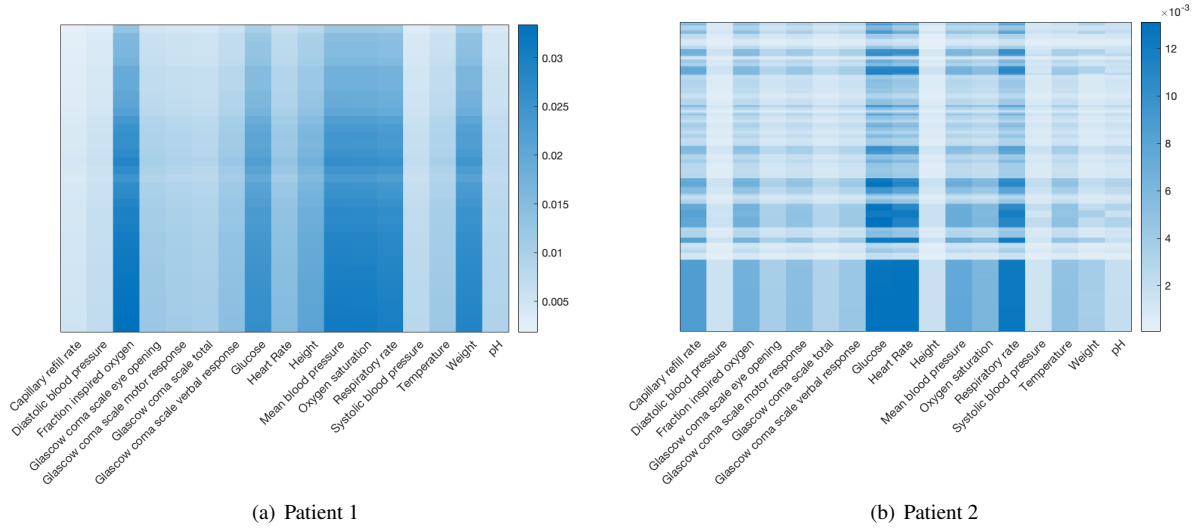 0.03
0.025
0.02
0.015
0.01
0.005
Capillary refill rate
Diastolic blood pressure
Fraction inspired oxygen
Glascow coma scale eye opening
Glascow coma scale motor response
Glascow coma scale total
Glascow coma scale verbal response
Glucose
Heart Rate
Height
Mean blood pressure
Oxygen saturation
Respiratory rate
Systolic blood pressure
Temperature
Weight
pH
(a) Patient 1
×10⁻³
12
10
8
6
4
2
Capillary refill rate
Diastolic blood pressure
Fraction inspired oxygen
Glascow coma scale eye opening
Glascow coma scale motor response
Glascow coma scale total
Glascow coma scale verbal response
Glucose
Heart Rate
Height
Mean blood pressure
Oxygen saturation
Respiratory rate
Systolic blood pressure
Temperature
Weight
pH
(b) Patient 2